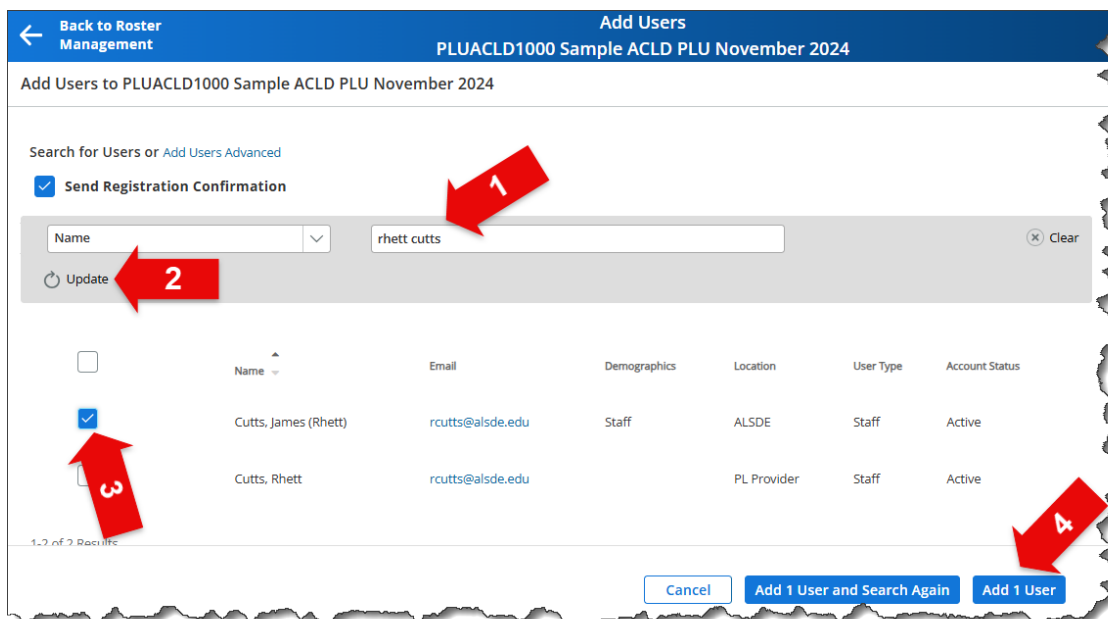 Back to Roster
Management
Add Users
PLUACLD1000 Sample ACLD PLU November 2024
Add Users to PLUACLD1000 Sample ACLD PLU November 2024
Search for Users or Add Users Advanced
Send Registration Confirmation
1
Name rhett cutts Clear
Update 2
Name Email Demographics Location User Type Account Status
Cutts, James (Rhett) rcutts@alsde.edu Staff ALSDE Staff Active
Cutts, Rhett rcutts@alsde.edu PL Provider Staff Active
3
4
1-2 of 2 Results
Cancel Add 1 User and Search Again Add 1 User